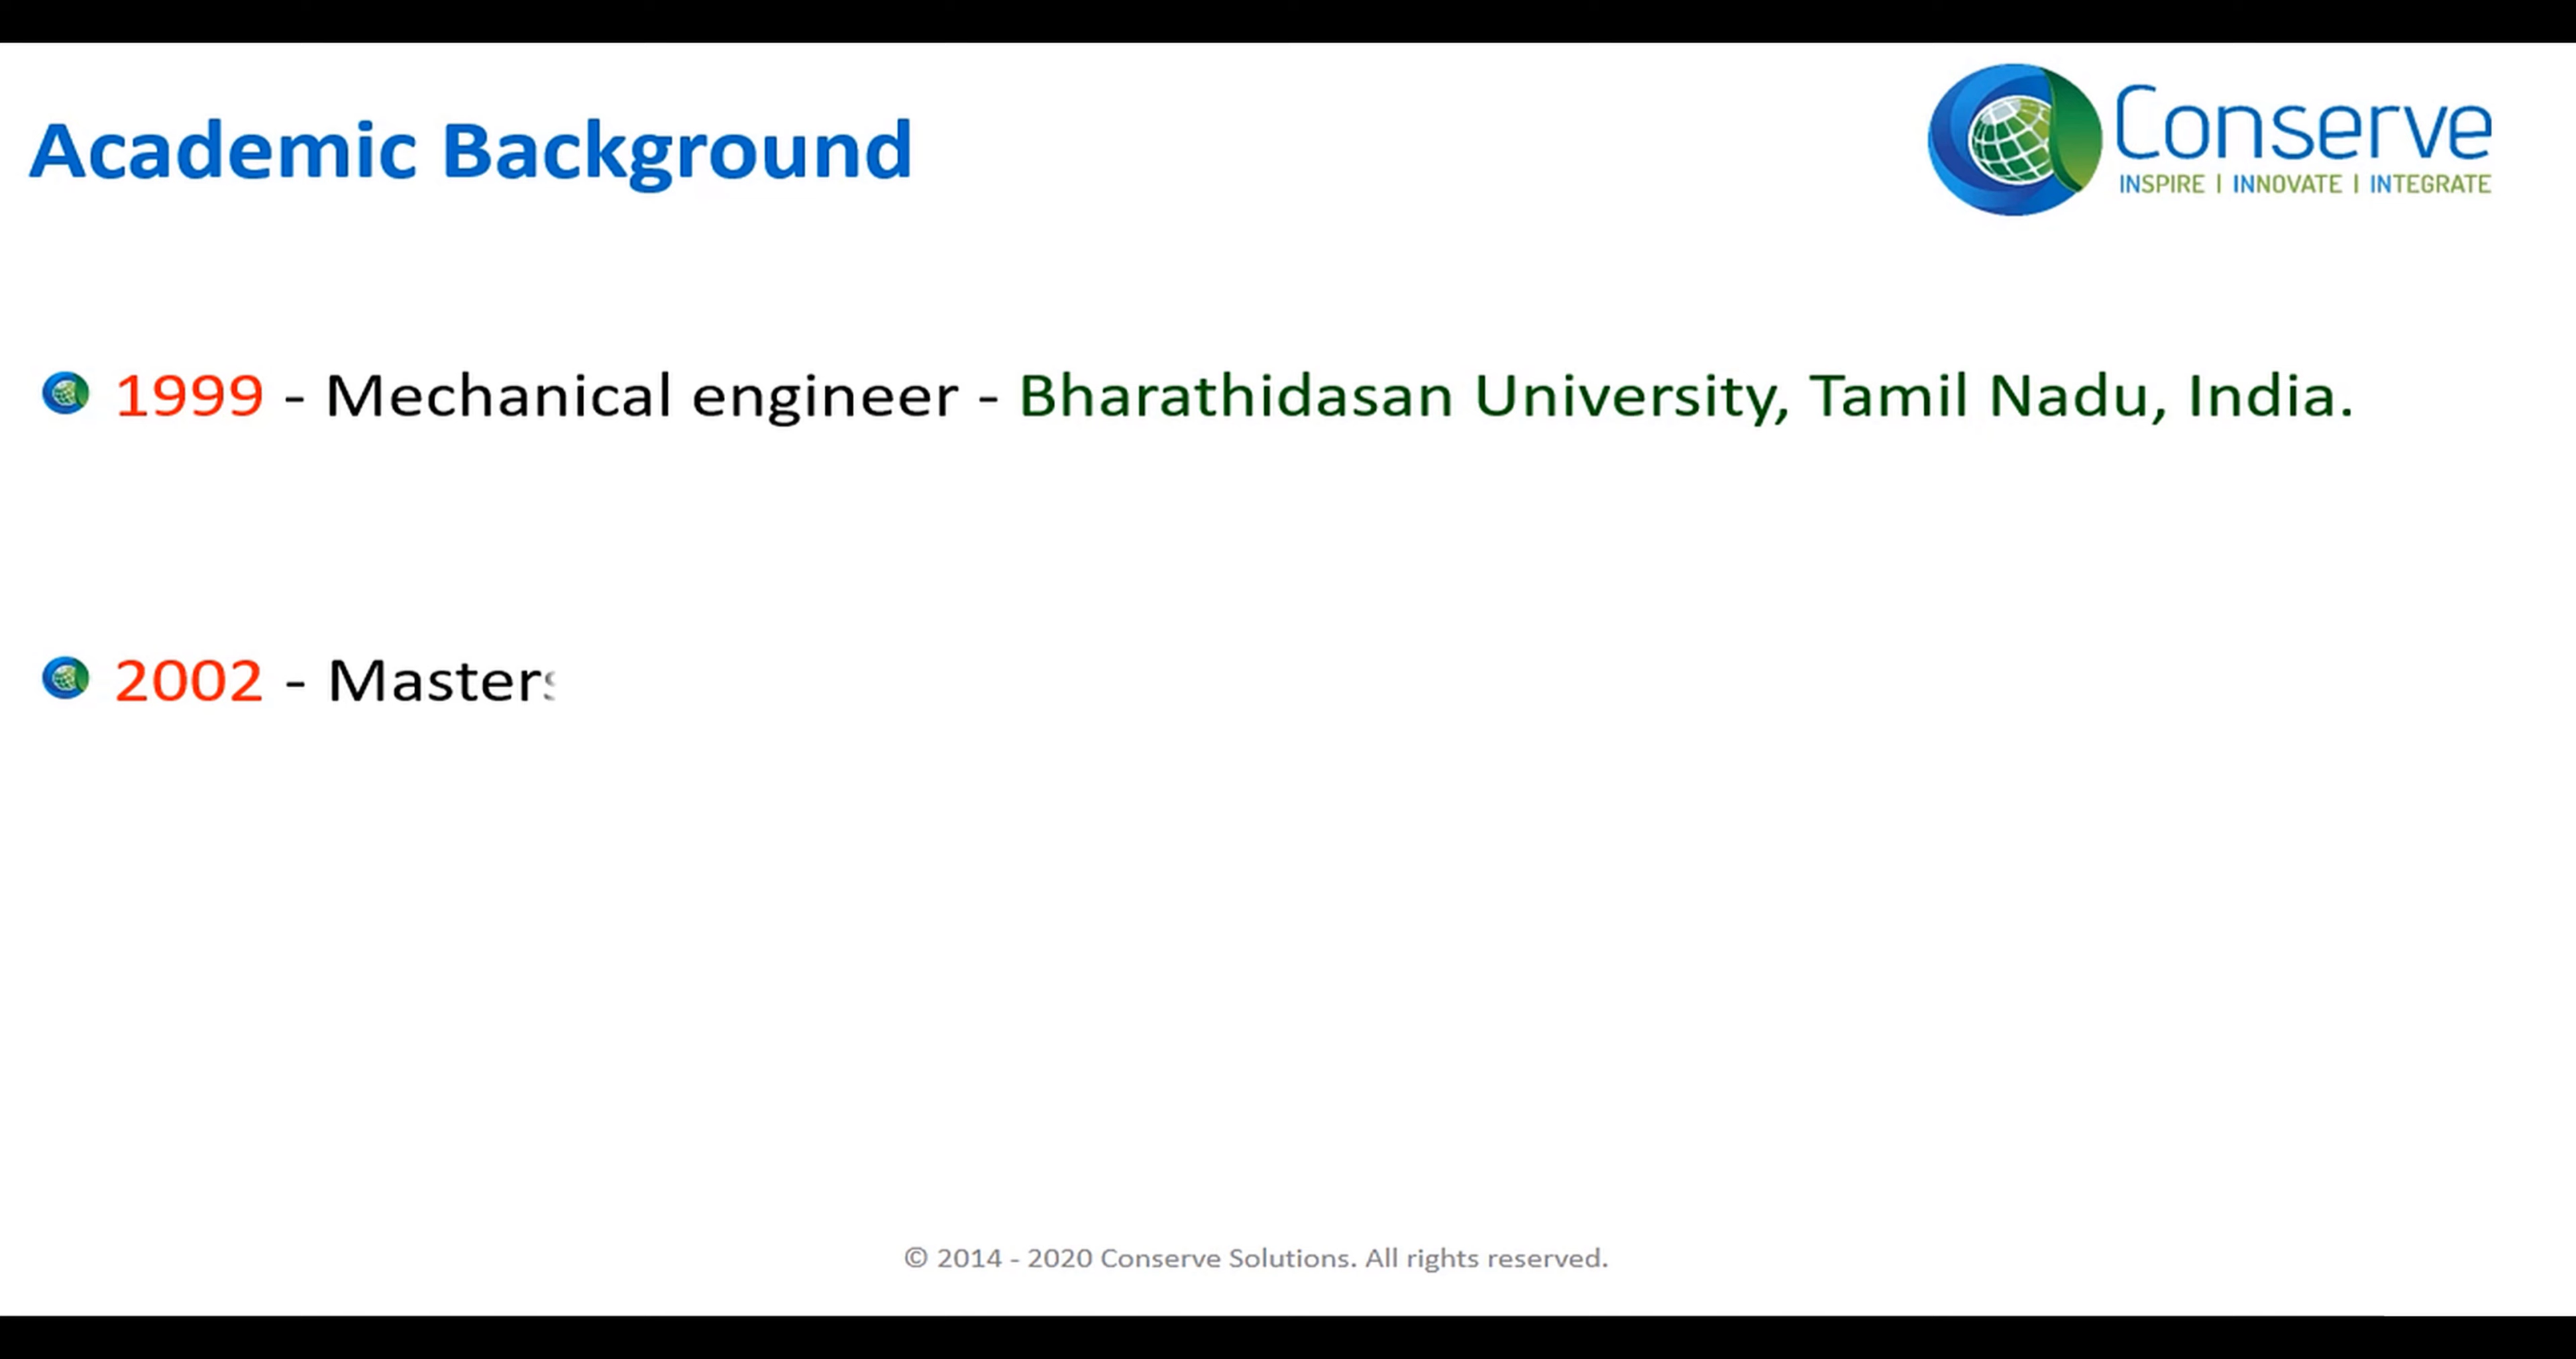 Academic Background
Conserve
INSPIRE | INNOVATE | INTEGRATE
1999 - Mechanical engineer - Bharathidasan University, Tamil Nadu, India.
2002 - Masters
© 2014 - 2020 Conserve Solutions. All rights reserved.